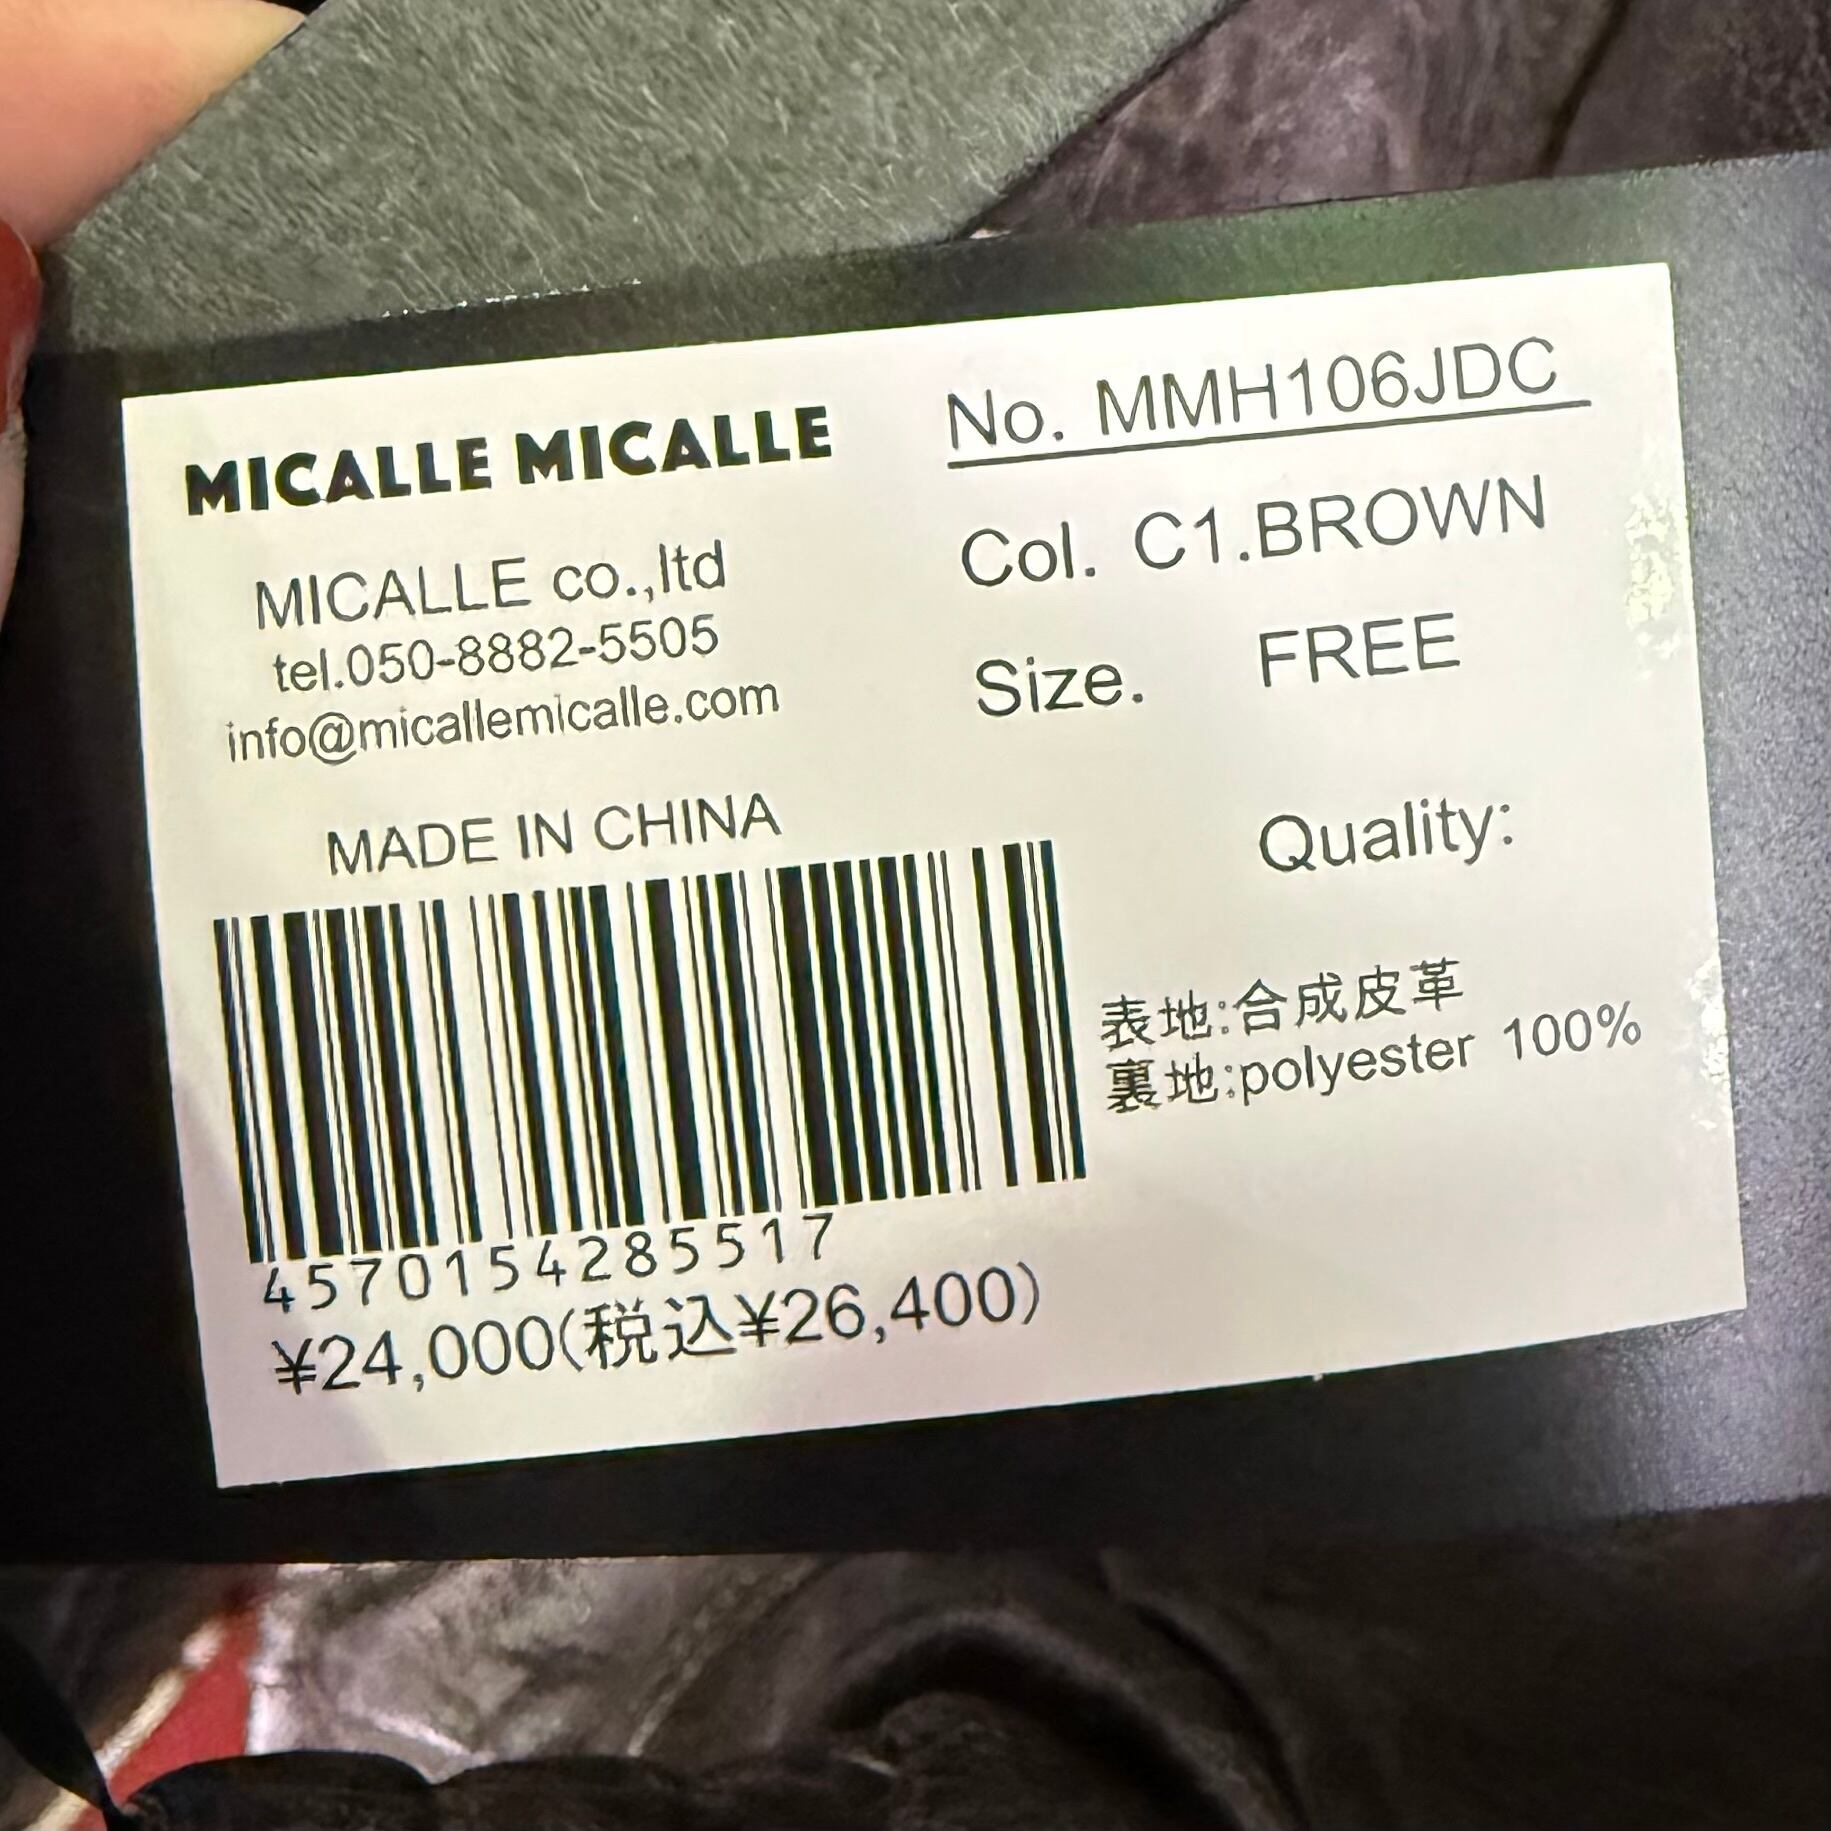 MICALLE MICALLE
MICALLE co.,ltd
tel.050-8882-5505
info@micallemicalle.com
MADE IN CHINA
4570154285517
¥24,000(税込¥26,400)
No. MMH106JDC
Col. C1.BROWN
Size. FREE
Quality:
表地:合成皮革
裏地:polyester 100%